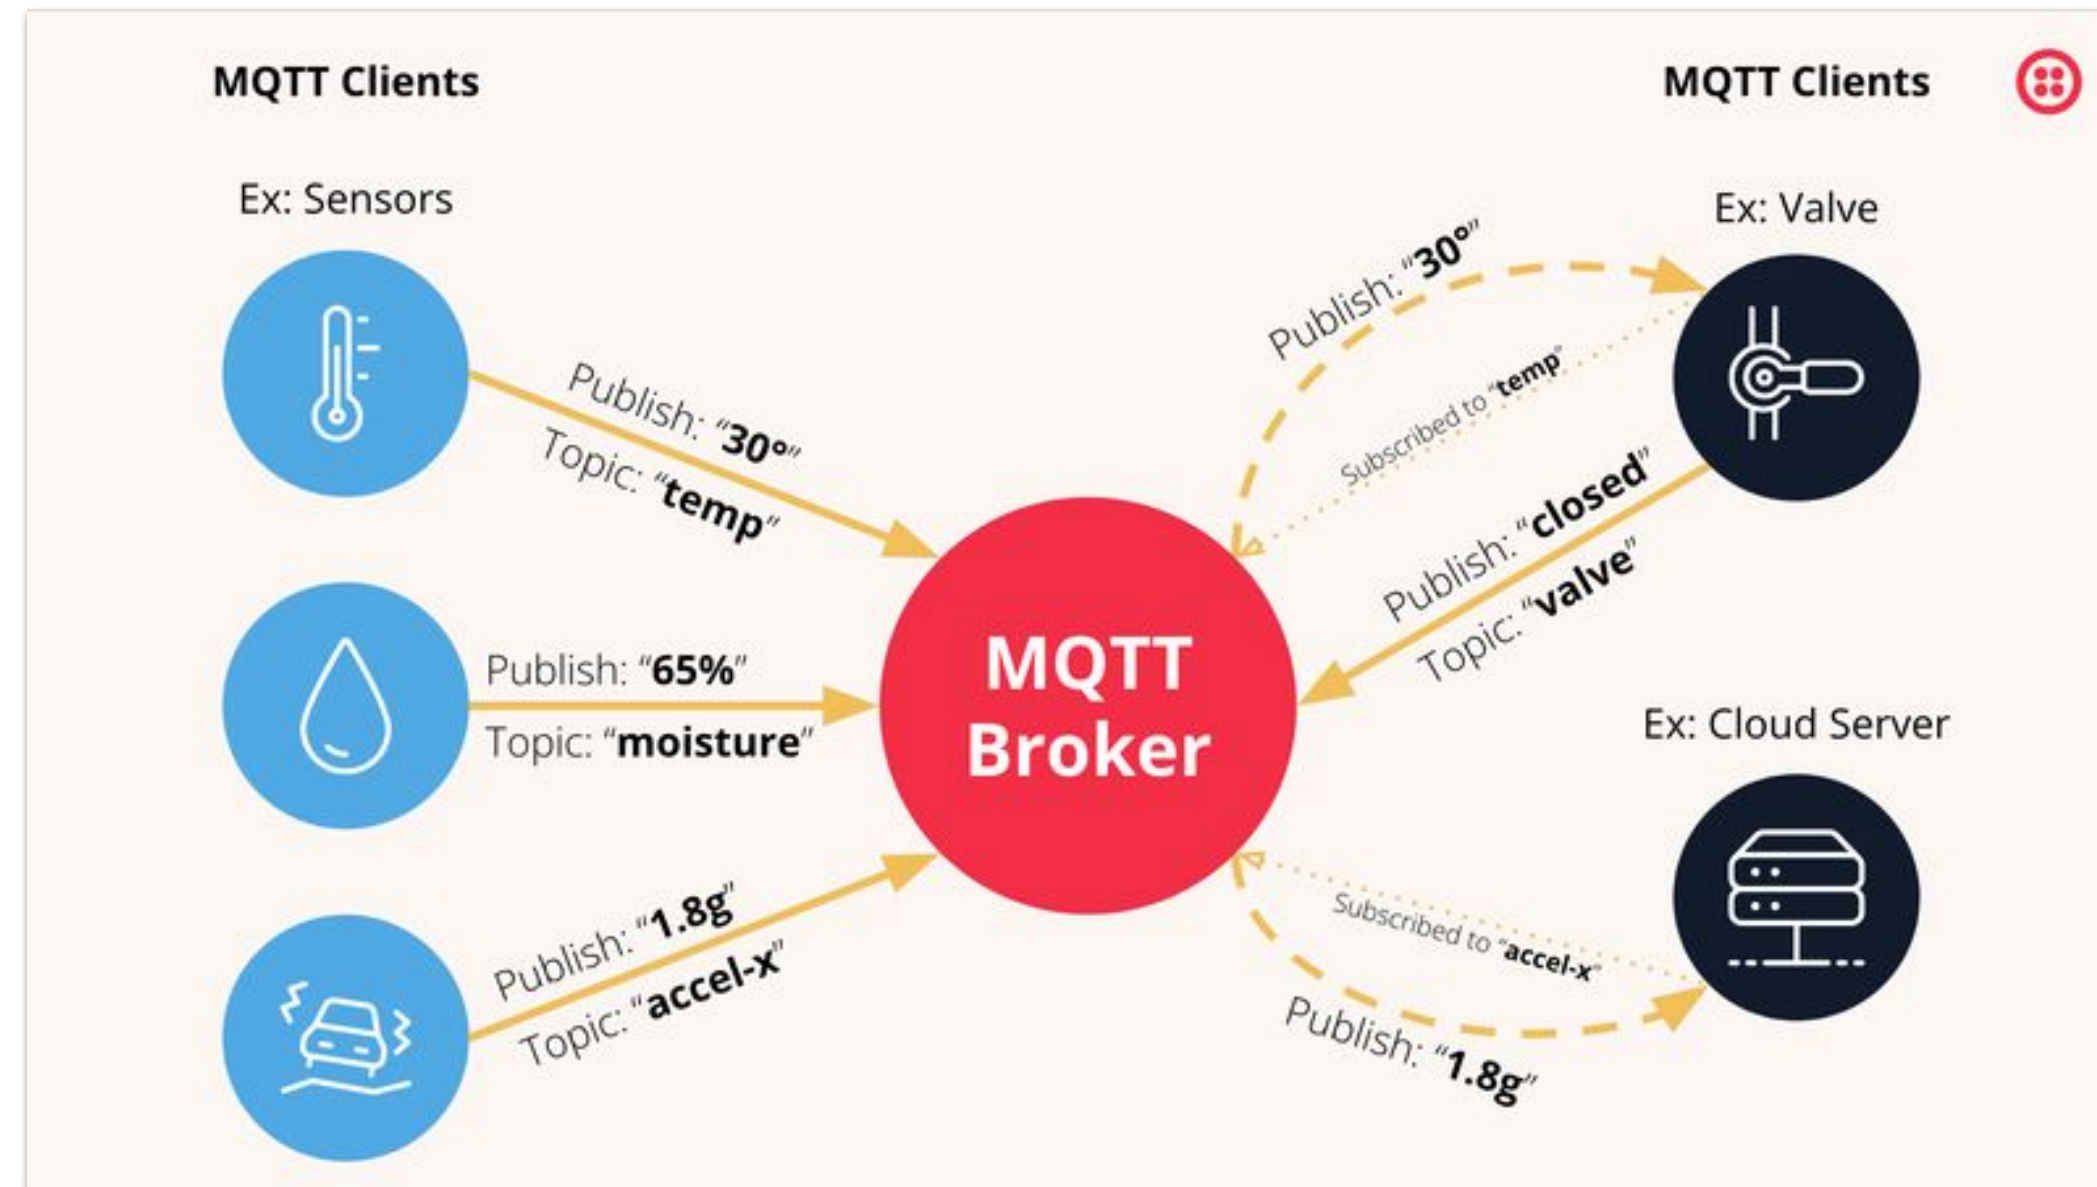 MQTT Clients
MQTT Clients
Ex: Sensors
Ex: Valve
Publish: “30°”
Topic: “temp”
Publish: “30°”
Subscribed to “temp”
Publish: “closed”
Topic: “valve”
Publish: “65%”
Topic: “moisture”
MQTT
Broker
Ex: Cloud Server
Publish: “1.8g”
Topic: “accel-x”
Subscribed to “accel-x”
Publish: “1.8g”